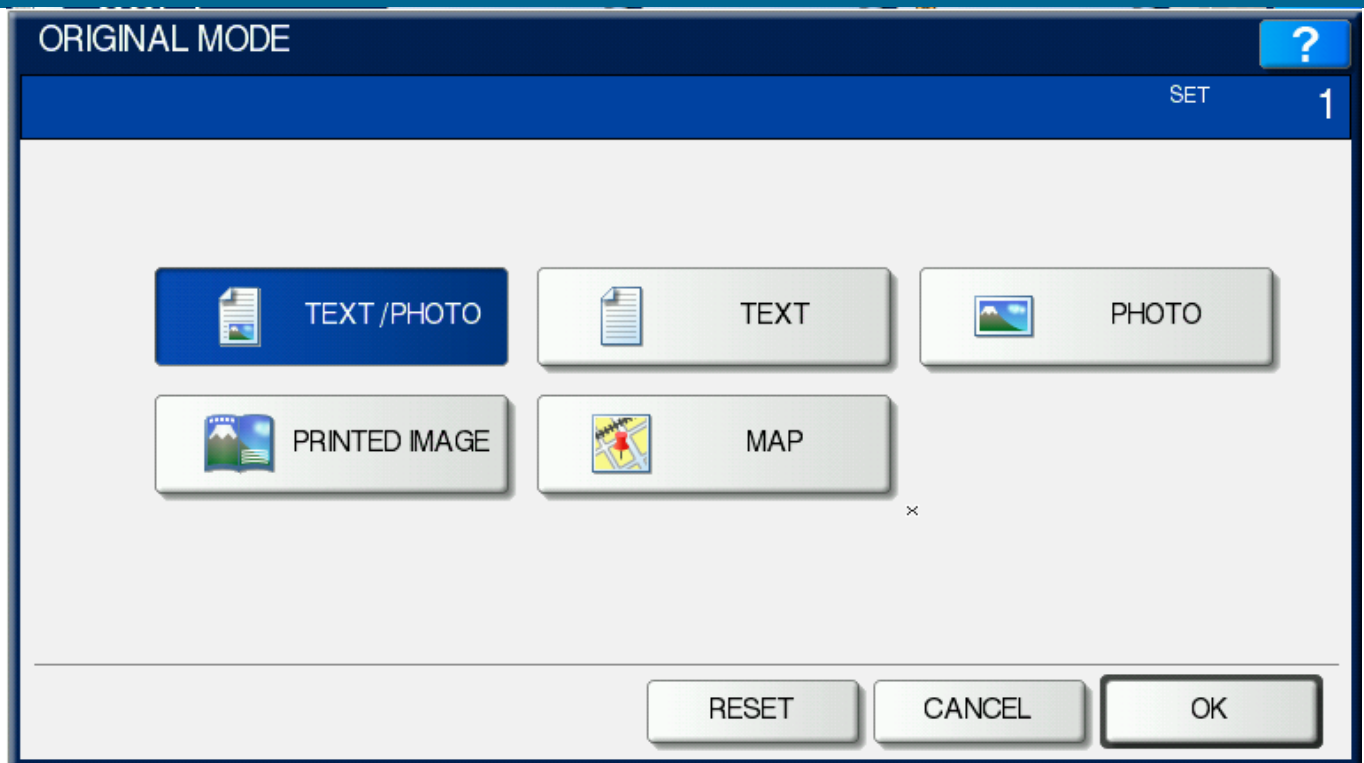 ORIGINAL MODE ?
SET 1
TEXT/PHOTO TEXT PHOTO
PRINTED IMAGE MAP
RESET CANCEL OK